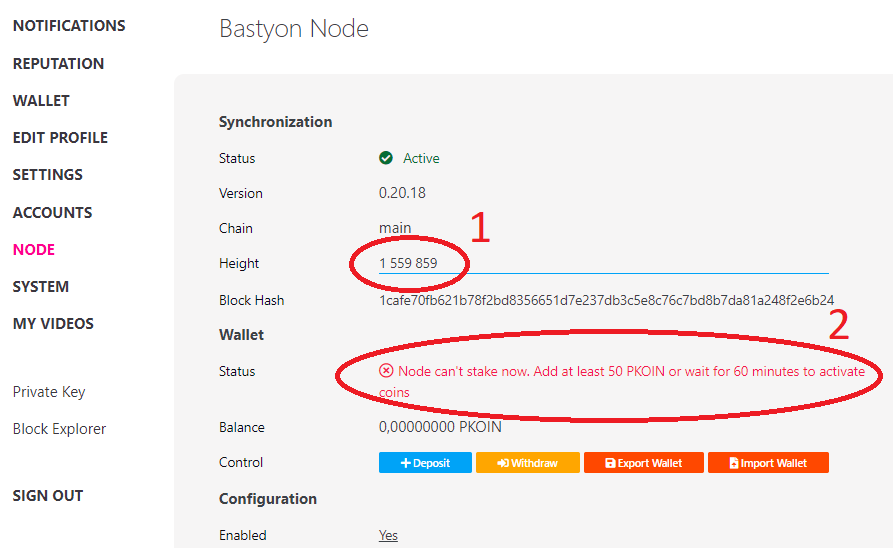 NOTIFICATIONS
REPUTATION
WALLET
EDIT PROFILE
SETTINGS
ACCOUNTS
NODE
SYSTEM
MY VIDEOS
Private Key
Block Explorer
SIGN OUT
Bastyon Node
Synchronization
Status Active
Version 0.20.18
Chain main
1
Height 1 559 859
Block Hash 1cafe70fb621b78f2bd8356651d7e237db3c5e8c76c7bd8b7da81a248f2e6b24
2
Wallet
Status Node can't stake now. Add at least 50 PKOIN or wait for 60 minutes to activate
coins
Balance 0,00000000 PKOIN
Control Deposit Withdraw Export Wallet Import Wallet
Configuration
Enabled Yes